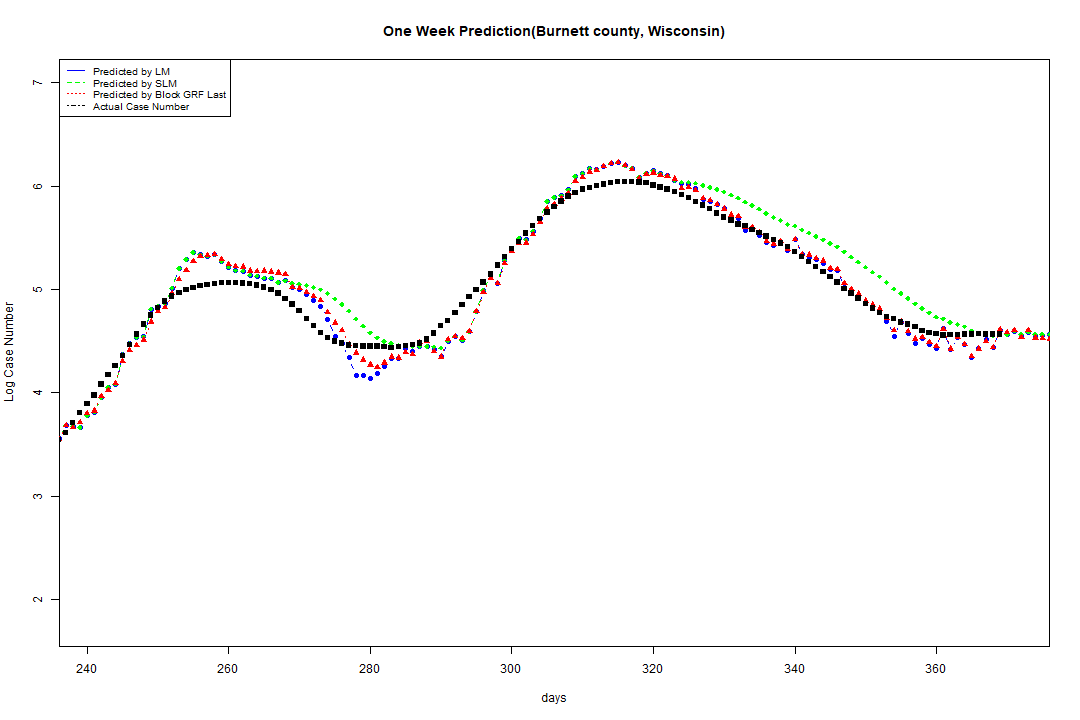 One Week Prediction(Burnett county, Wisconsin)
Predicted by LM
Predicted by SLM
Predicted by Block GRF Last
Actual Case Number
7
6
5
4
3
2
Log Case Number
240 260 280 300 320 340 360
days